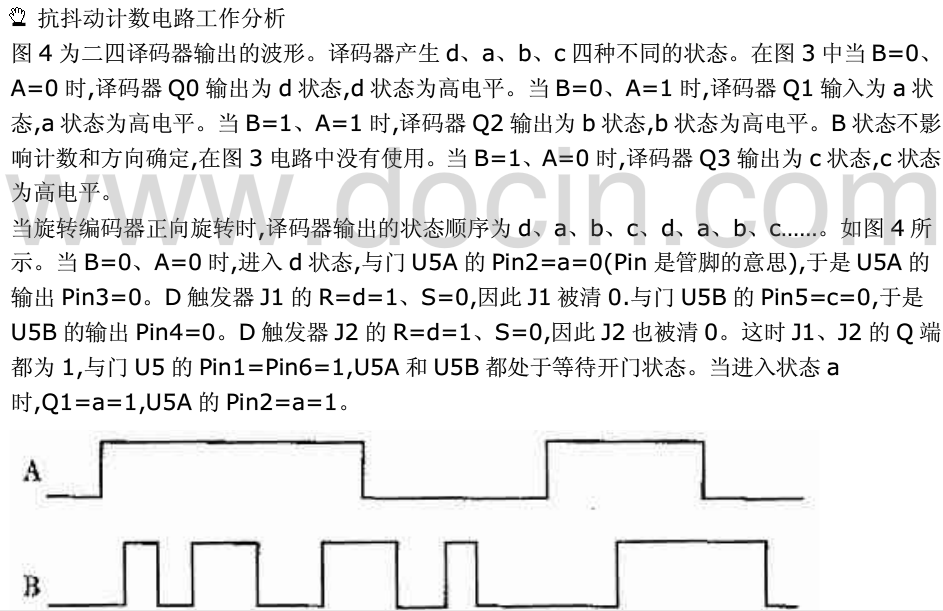 抗抖动计数电路工作分析
图 4 为二四译码器输出的波形。译码器产生 d、a、b、c 四种不同的状态。在图 3 中当 B=0、
A=0 时,译码器 Q0 输出为 d 状态,d 状态为高电平。当 B=0、A=1 时,译码器 Q1 输入为 a 状
态,a 状态为高电平。当 B=1、A=1 时,译码器 Q2 输出为 b 状态,b 状态为高电平。B 状态不影
响计数和方向确定,在图 3 电路中没有使用。当 B=1、A=0 时,译码器 Q3 输出为 c 状态,c 状态
为高电平。
www.docin.com
当旋转编码器正向旋转时,译码器输出的状态顺序为 d、a、b、c、d、a、b、c……。如图 4 所
示。当 B=0、A=0 时,进入 d 状态,与门 U5A 的 Pin2=a=0(Pin 是管脚的意思),于是 U5A 的
输出 Pin3=0。D 触发器 J1 的 R=d=1、S=0,因此 J1 被清 0.与门 U5B 的 Pin5=c=0,于是
U5B 的输出 Pin4=0。D 触发器 J2 的 R=d=1、S=0,因此 J2 也被清 0。这时 J1、J2 的 Q 端
都为 1,与门 U5 的 Pin1=Pin6=1,U5A 和 U5B 都处于等待开门状态。当进入状态 a
时,Q1=a=1,U5A 的 Pin2=a=1。
A
B